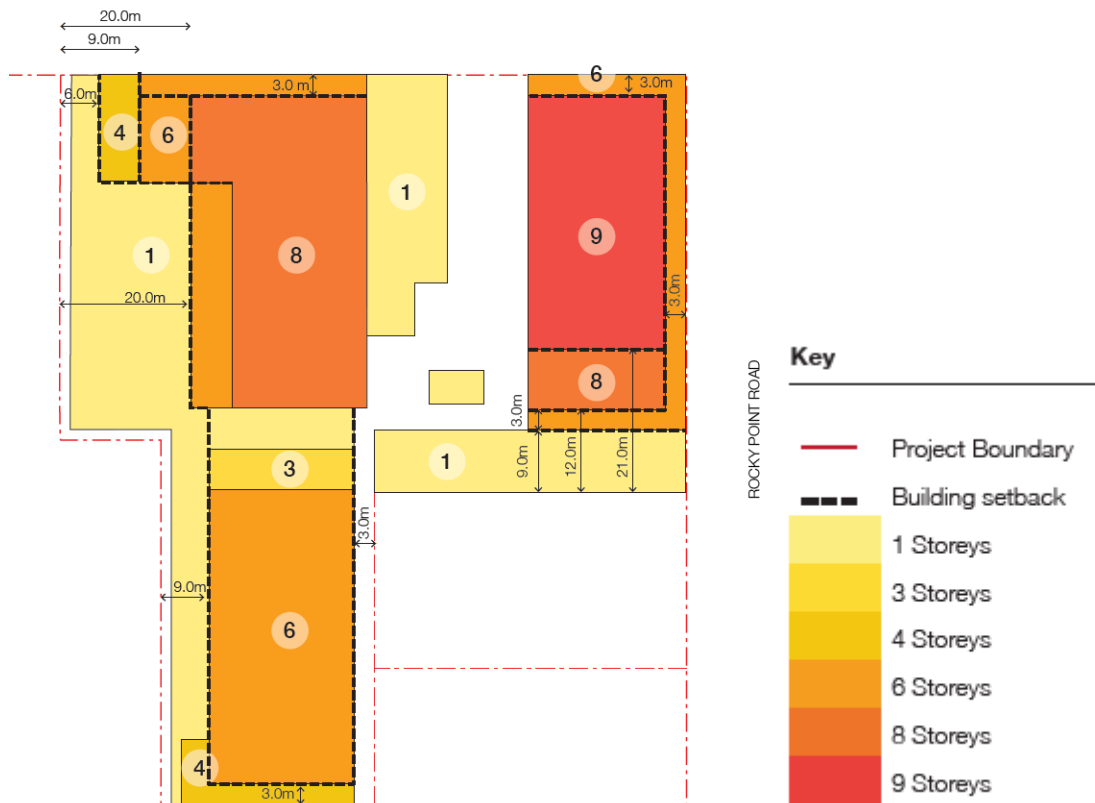 20.0m
9.0m
6.0m
3.0 m
6
3.0m
4
6
1
1
8
9
20.0m
3.0m
8
3.0m
9.0m
12.0m
21.0m
1
3
3.0m
9.0m
6
4
3.0m
ROCKY POINT ROAD
Key
Project Boundary
Building setback
1 Storeys
3 Storeys
4 Storeys
6 Storeys
8 Storeys
9 Storeys